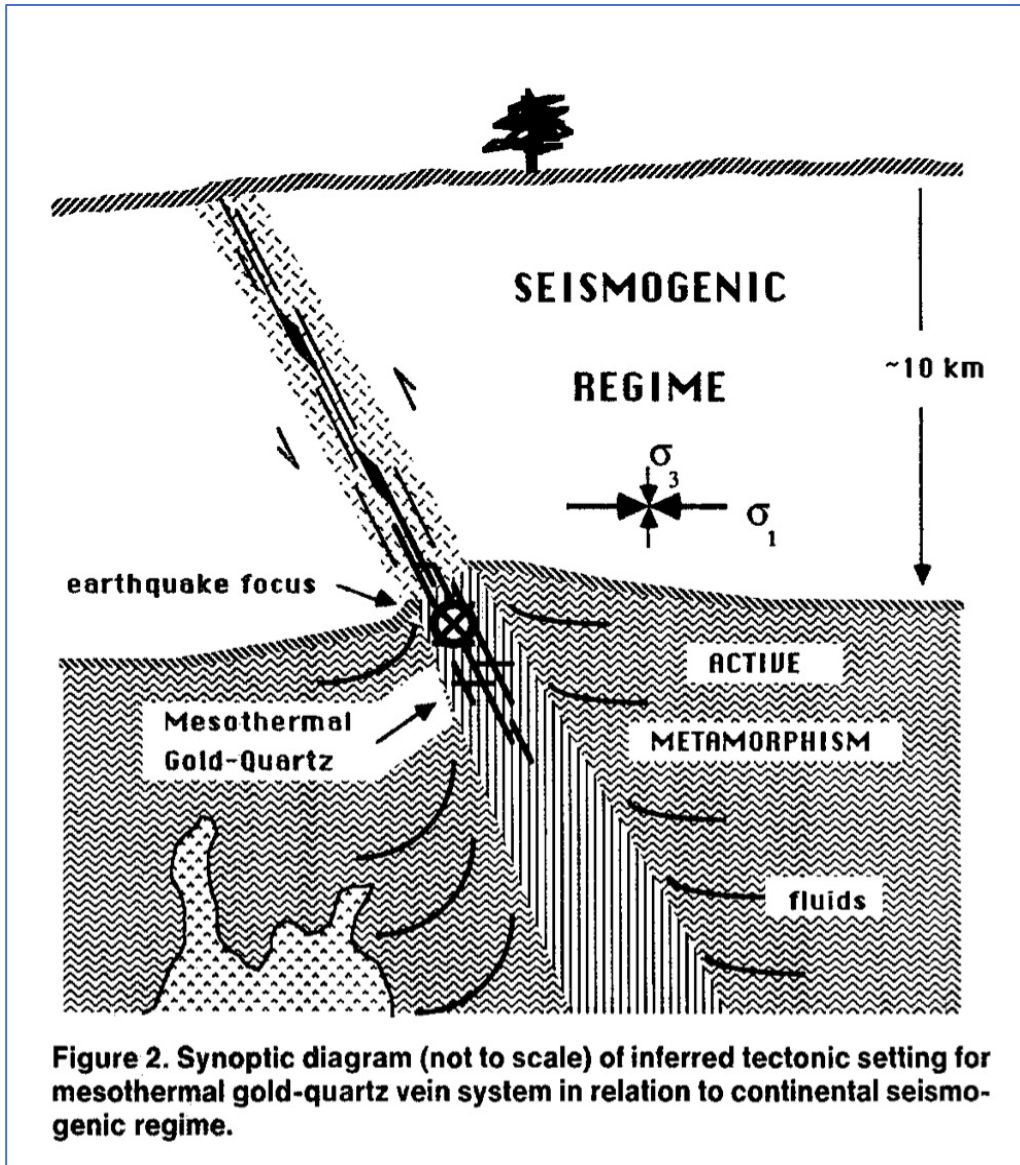 SEISMOGENIC
REGIME
~10 km
σ3
σ1
earthquake focus
ACTIVE
Mesothermal
Gold-Quartz
METAMORPHISM
fluids
Figure 2. Synoptic diagram (not to scale) of inferred tectonic setting for
mesothermal gold-quartz vein system in relation to continental seismo-
genic regime.